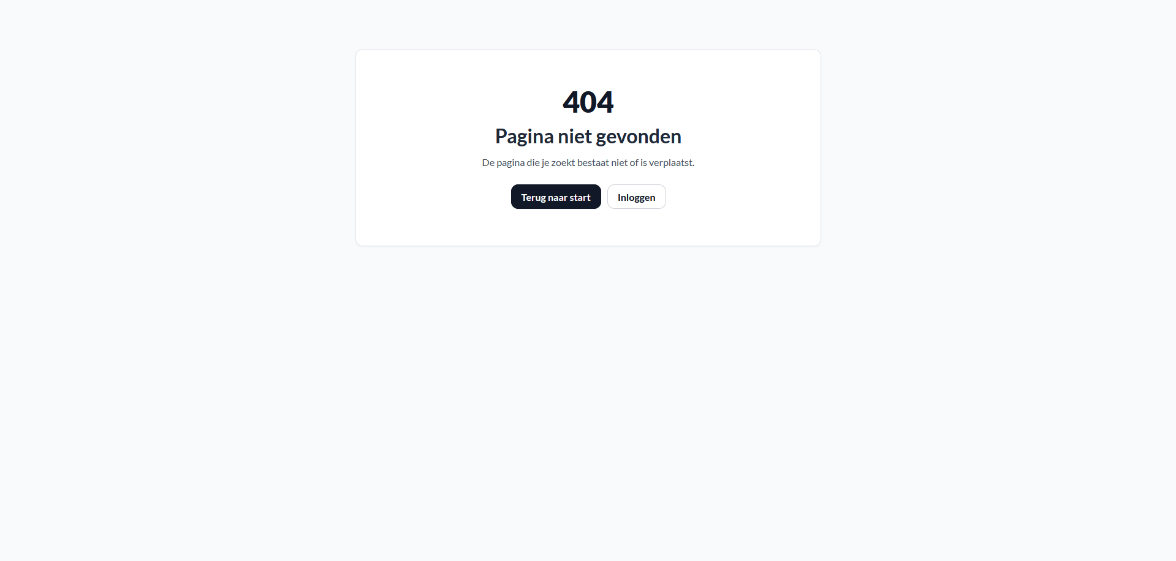 404
Pagina niet gevonden
De pagina die je zoekt bestaat niet of is verplaatst.
Terug naar start
Inloggen